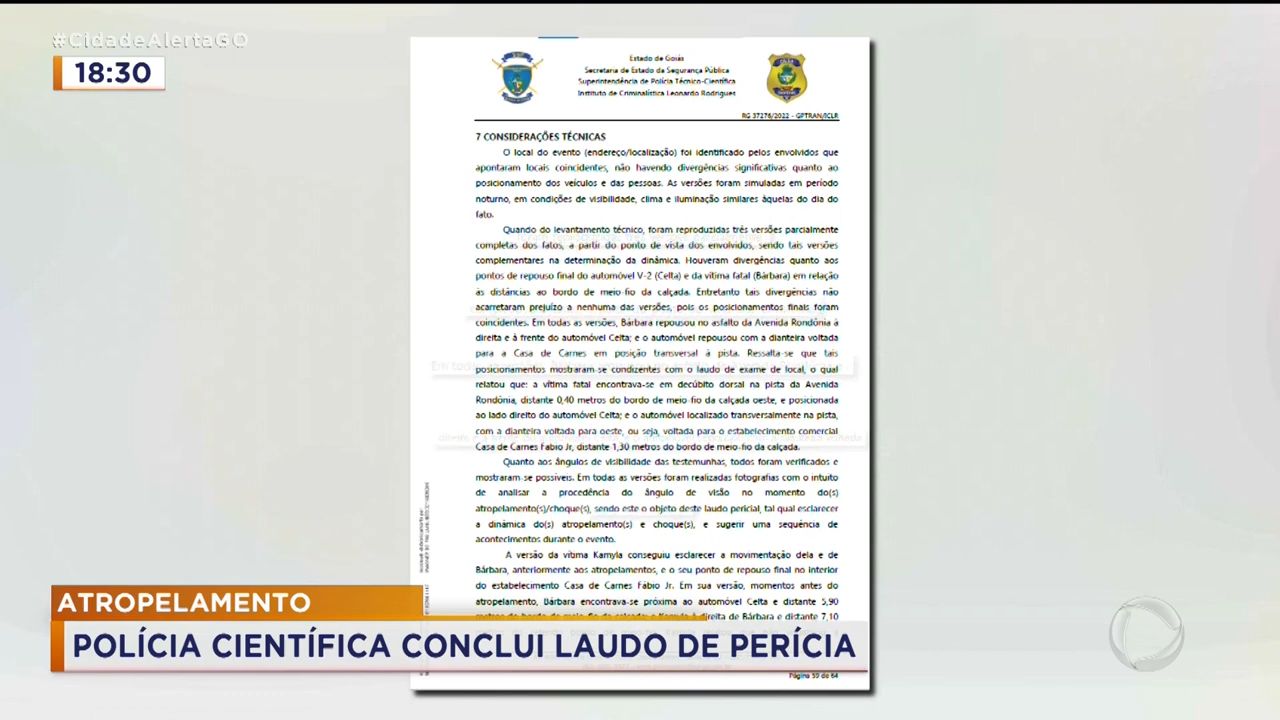 #CidadeAlertaGO
18:30
Estado de Goiás
Secretaria de Estado da Segurança Pública
Superintendência de Polícia Técnico-Científica
Instituto de Criminalística Leonardo Rodrigues
RG 37276/2022 - GPTRAN/ICLR
7 CONSIDERAÇÕES TÉCNICAS
O local do evento (endereço/localização) foi identificado pelos envolvidos que
apontaram locais coincidentes, não havendo divergências significativas quanto ao
posicionamento dos veículos e das pessoas. As versões foram simuladas em período
noturno, em condições de visibilidade, clima e iluminação similares àquelas do dia do
fato.
Quando do levantamento técnico, foram reproduzidas três versões parcialmente
completas dos fatos, a partir do ponto de vista dos envolvidos, sendo tais versões
complementares na determinação da dinâmica. Houveram divergências quanto aos
pontos de repouso final do automóvel V-2 (Celta) e da vítima fatal (Bárbara) em relação
às distâncias ao bordo de meio-fio da calçada. Entretanto tais divergências não
acarretaram prejuízo a nenhuma das versões, pois os posicionamentos finais foram
coincidentes. Em todas as versões, Bárbara repousou no asfalto da Avenida Rondônia à
direita e à frente do automóvel Celta; e o automóvel repousou com a dianteira voltada
para a Casa de Carnes em posição transversal à pista. Ressalta-se que tais
posicionamentos mostraram-se condizentes com o laudo de exame de local, o qual
relatou que: a vítima fatal encontrava-se em decúbito dorsal na pista da Avenida
Rondônia, distante 0,40 metros do bordo de meio-fio da calçada oeste, e posicionada
ao lado direito do automóvel Celta; e o automóvel localizado transversalmente na pista,
com a dianteira voltada para oeste, ou seja, voltada para o estabelecimento comercial
Casa de Carnes Fabio Jr, distante 1,30 metros do bordo de meio-fio da calçada.
Quanto aos ângulos de visibilidade das testemunhas, todos foram verificados e
mostraram-se possíveis. Em todas as versões foram realizadas fotografias com o intuito
de analisar a procedência do ângulo de visão no momento do(s)
atropelamento(s)/choque(s), sendo este o objeto deste laudo pericial, tal qual esclarecer
a dinâmica do(s) atropelamento(s) e choque(s), e sugerir uma sequência de
acontecimentos durante o evento.
A versão da vítima Kamyla conseguiu esclarecer a movimentação dela e de
Bárbara, anteriormente aos atropelamentos, e o seu ponto de repouso final no interior
do estabelecimento Casa de Carnes Fábio Jr. Em sua versão, momentos antes do
atropelamento, Bárbara encontrava-se próxima ao automóvel Celta e distante 5,90
direita de Bárbara e distante 7,10
ATROPELAMENTO
POLÍCIA CIENTÍFICA CONCLUI LAUDO DE PERÍCIA
Página 59 de 64